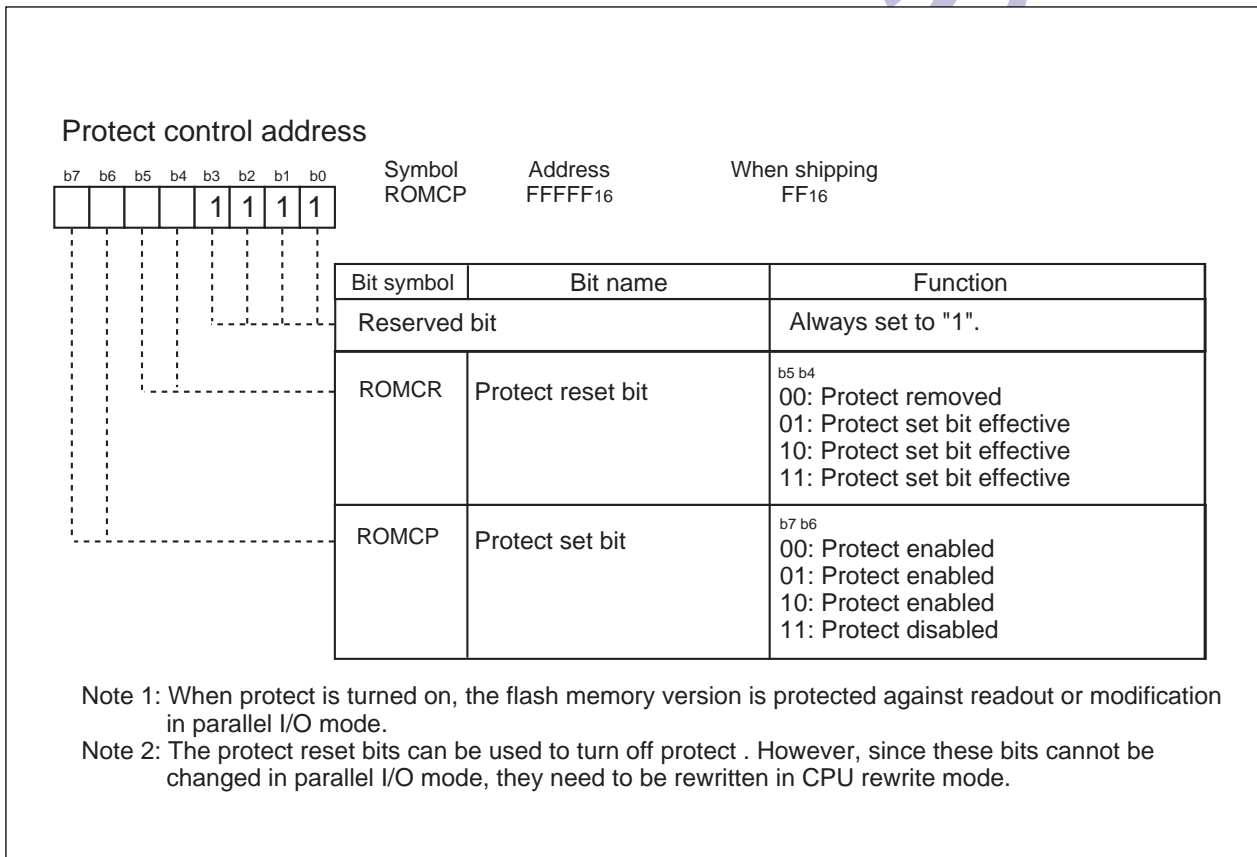 Protect control address
b7 b6 b5 b4 b3 b2 b1 b0
1 1 1 1
Symbol Address When shipping
ROMCP FFFFF16 FF16
Bit symbol Bit name Function
Reserved bit Always set to "1".
ROMCR Protect reset bit
b5 b4
00: Protect removed
01: Protect set bit effective
10: Protect set bit effective
11: Protect set bit effective
ROMCP Protect set bit
b7 b6
00: Protect enabled
01: Protect enabled
10: Protect enabled
11: Protect disabled
Note 1: When protect is turned on, the flash memory version is protected against readout or modification
in parallel I/O mode.
Note 2: The protect reset bits can be used to turn off protect . However, since these bits cannot be
changed in parallel I/O mode, they need to be rewritten in CPU rewrite mode.